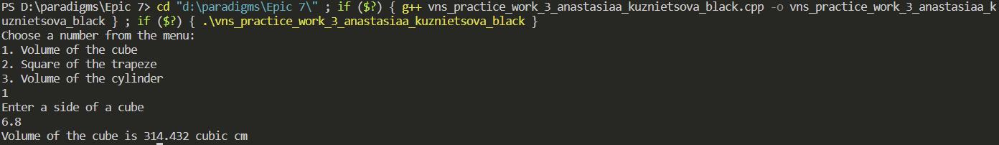 PS D:\paradigms\Epic 7> cd "d:\paradigms\Epic 7\" ; if ($?) { g++ vns_practice_work_3_anastasiaa_kuznietsova_black.cpp -o vns_practice_work_3_anastasiaa_k
uznietsova_black } ; if ($?) { .\vns_practice_work_3_anastasiaa_kuznietsova_black }
Choose a number from the menu:
1. Volume of the cube
2. Square of the trapeze
3. Volume of the cylinder
1
Enter a side of a cube
6.8
Volume of the cube is 314.432 cubic cm